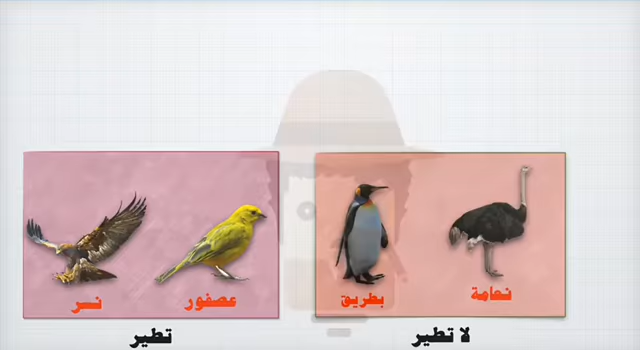 نعامة
بطريق
عصفور
نسر
لا تطير
تطير